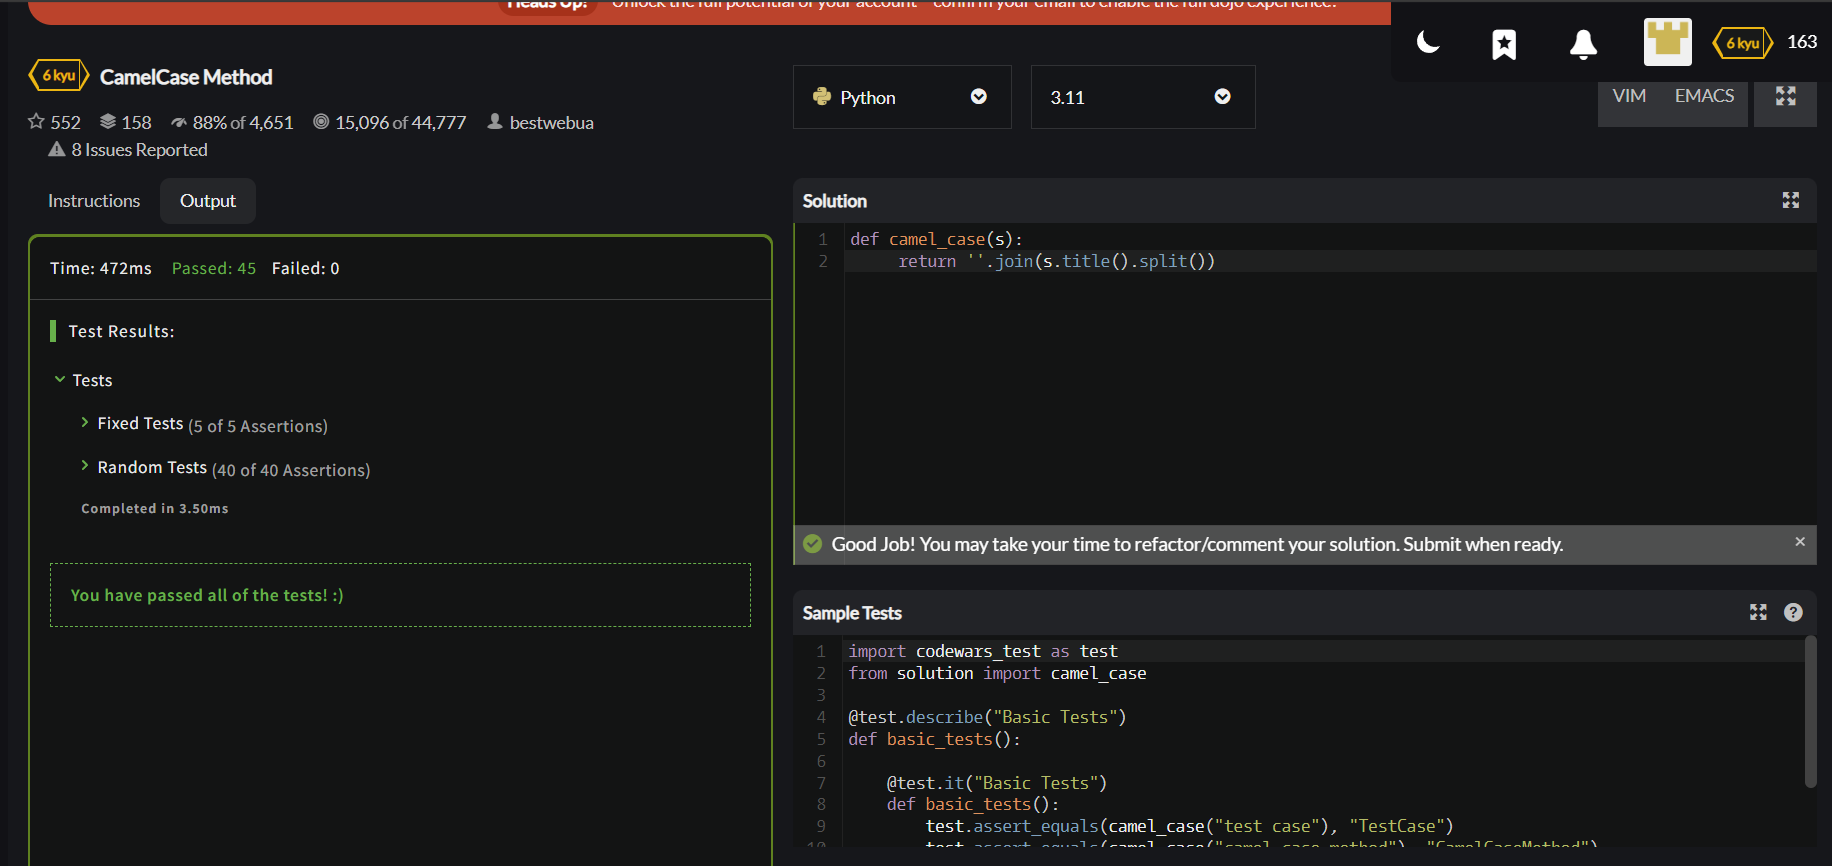 Heads Up! Unlock the full potential of your account - confirm your email to enable the full dojo experience.
6 kyu 163
6 kyu CamelCase Method
552 158 88% of 4,651 15,096 of 44,777 bestwebua
8 Issues Reported
Python 3.11 VIM EMACS
Instructions Output
Time: 472ms Passed: 45 Failed: 0
Test Results:
Tests
Fixed Tests (5 of 5 Assertions)
Random Tests (40 of 40 Assertions)
Completed in 3.50ms
You have passed all of the tests! :)
Solution
1 def camel_case(s):
2 return ''.join(s.title().split())
Good Job! You may take your time to refactor/comment your solution. Submit when ready. ×
Sample Tests ?
1 import codewars_test as test
2 from solution import camel_case
3
4 @test.describe("Basic Tests")
5 def basic_tests():
6
7 @test.it("Basic Tests")
8 def basic_tests():
9 test.assert_equals(camel_case("test case"), "TestCase")
10 test.assert_equals(camel_case("camel case method"), "CamelCaseMethod")